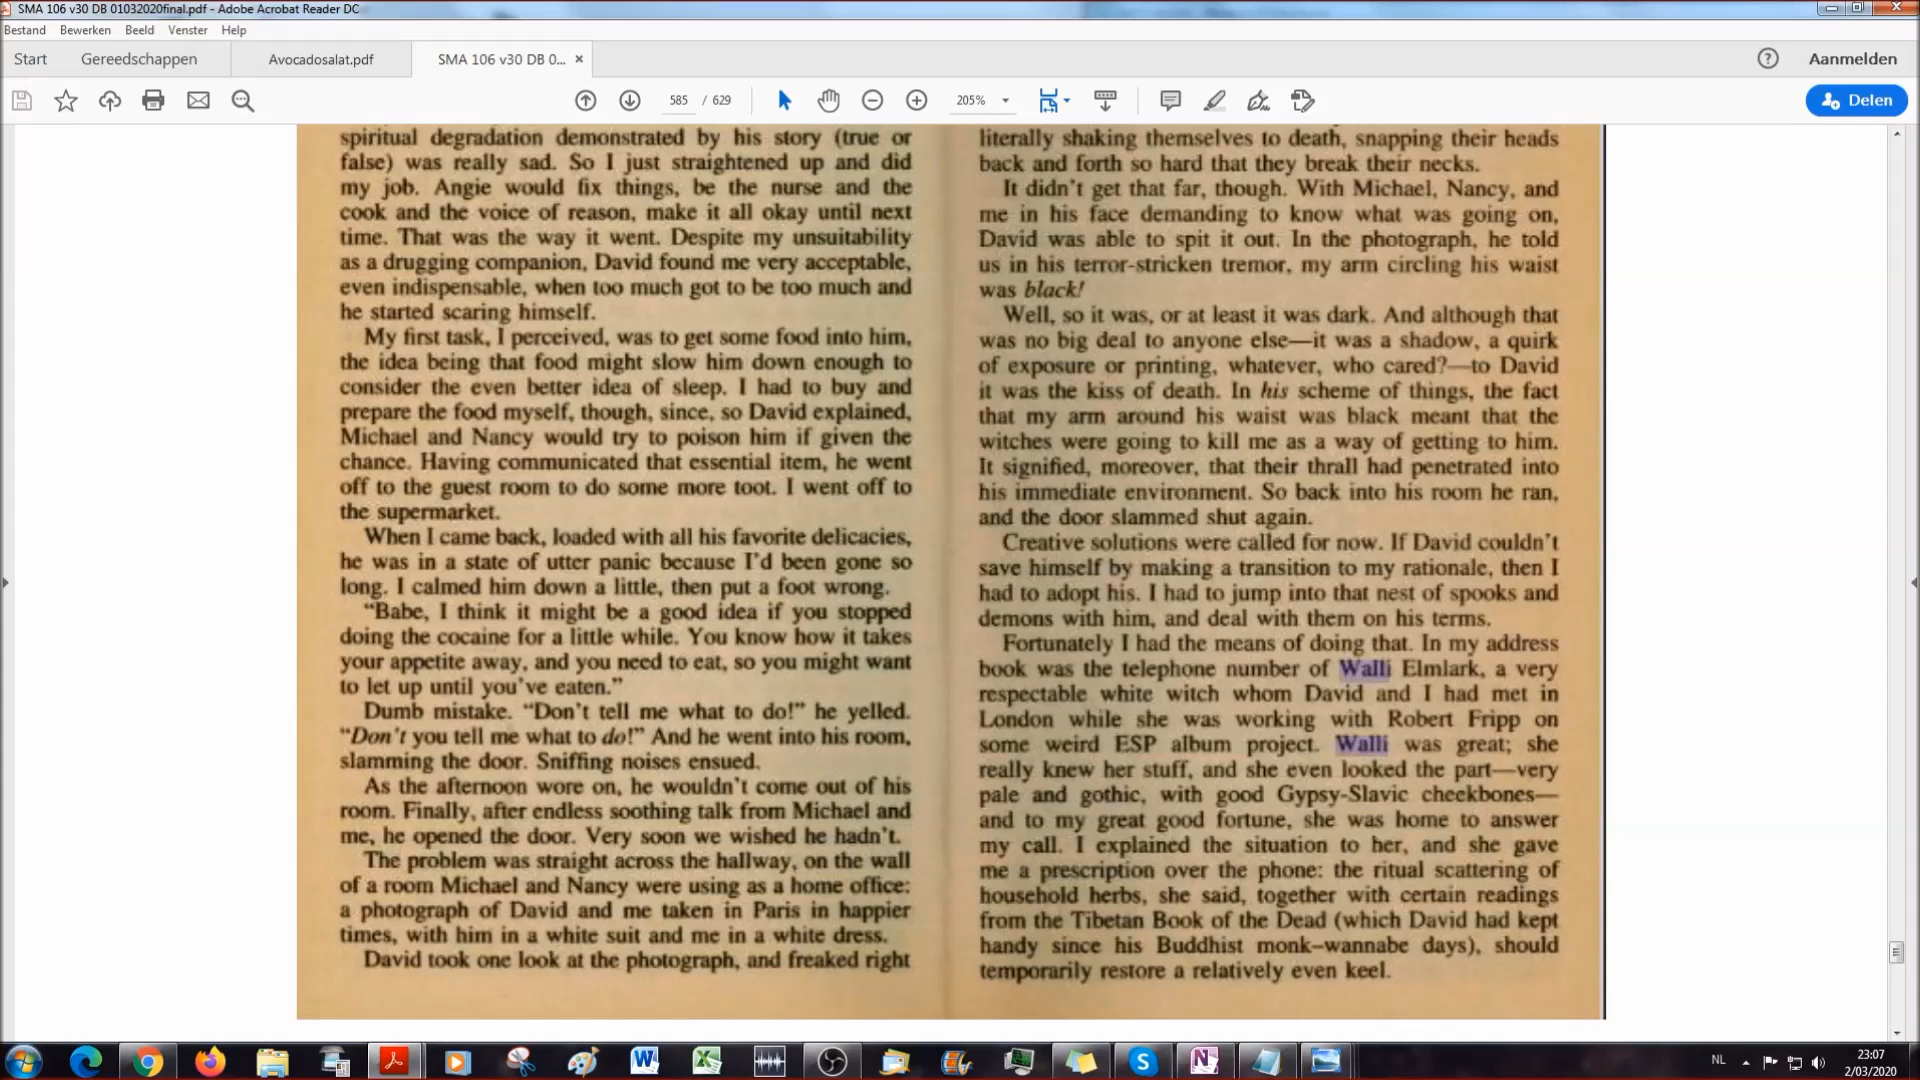 SMA 106 v30 DB 01032020final.pdf - Adobe Acrobat Reader DC
Bestand Bewerken Beeld Venster Help
Start Gereedschappen Avocadosalat.pdf SMA 106 v30 DB 0... × Aanmelden
585 / 629 205% Delen
spiritual degradation demonstrated by his story (true or
false) was really sad. So I just straightened up and did
my job. Angie would fix things, be the nurse and the
cook and the voice of reason, make it all okay until next
time. That was the way it went. Despite my unsuitability
as a drugging companion, David found me very acceptable,
even indispensable, when too much got to be too much and
he started scaring himself.
My first task, I perceived, was to get some food into him,
the idea being that food might slow him down enough to
consider the even better idea of sleep. I had to buy and
prepare the food myself, though, since, so David explained,
Michael and Nancy would try to poison him if given the
chance. Having communicated that essential item, he went
off to the guest room to do some more toot. I went off to
the supermarket.
When I came back, loaded with all his favorite delicacies,
he was in a state of utter panic because I'd been gone so
long. I calmed him down a little, then put a foot wrong.
“Babe, I think it might be a good idea if you stopped
doing the cocaine for a little while. You know how it takes
your appetite away, and you need to eat, so you might want
to let up until you've eaten.”
Dumb mistake. “Don't tell me what to do!” he yelled.
“Don't you tell me what to do!” And he went into his room,
slamming the door. Sniffing noises ensued.
As the afternoon wore on, he wouldn't come out of his
room. Finally, after endless soothing talk from Michael and
me, he opened the door. Very soon we wished he hadn't.
The problem was straight across the hallway, on the wall
of a room Michael and Nancy were using as a home office:
a photograph of David and me taken in Paris in happier
times, with him in a white suit and me in a white dress.
David took one look at the photograph, and freaked right
literally shaking themselves to death, snapping their heads
back and forth so hard that they break their necks.
It didn't get that far, though. With Michael, Nancy, and
me in his face demanding to know what was going on,
David was able to spit it out. In the photograph, he told
us in his terror-stricken tremor, my arm circling his waist
was black!
Well, so it was, or at least it was dark. And although that
was no big deal to anyone else—it was a shadow, a quirk
of exposure or printing, whatever, who cared?—to David
it was the kiss of death. In his scheme of things, the fact
that my arm around his waist was black meant that the
witches were going to kill me as a way of getting to him.
It signified, moreover, that their thrall had penetrated into
his immediate environment. So back into his room he ran,
and the door slammed shut again.
Creative solutions were called for now. If David couldn't
save himself by making a transition to my rationale, then I
had to adopt his. I had to jump into that nest of spooks and
demons with him, and deal with them on his terms.
Fortunately I had the means of doing that. In my address
book was the telephone number of Walli Elmlark, a very
respectable white witch whom David and I had met in
London while she was working with Robert Fripp on
some weird ESP album project. Walli was great; she
really knew her stuff, and she even looked the part—very
pale and gothic, with good Gypsy-Slavic cheekbones—
and to my great good fortune, she was home to answer
my call. I explained the situation to her, and she gave
me a prescription over the phone: the ritual scattering of
household herbs, she said, together with certain readings
from the Tibetan Book of the Dead (which David had kept
handy since his Buddhist monk–wannabe days), should
temporarily restore a relatively even keel.
NL 23:07
2/03/2020